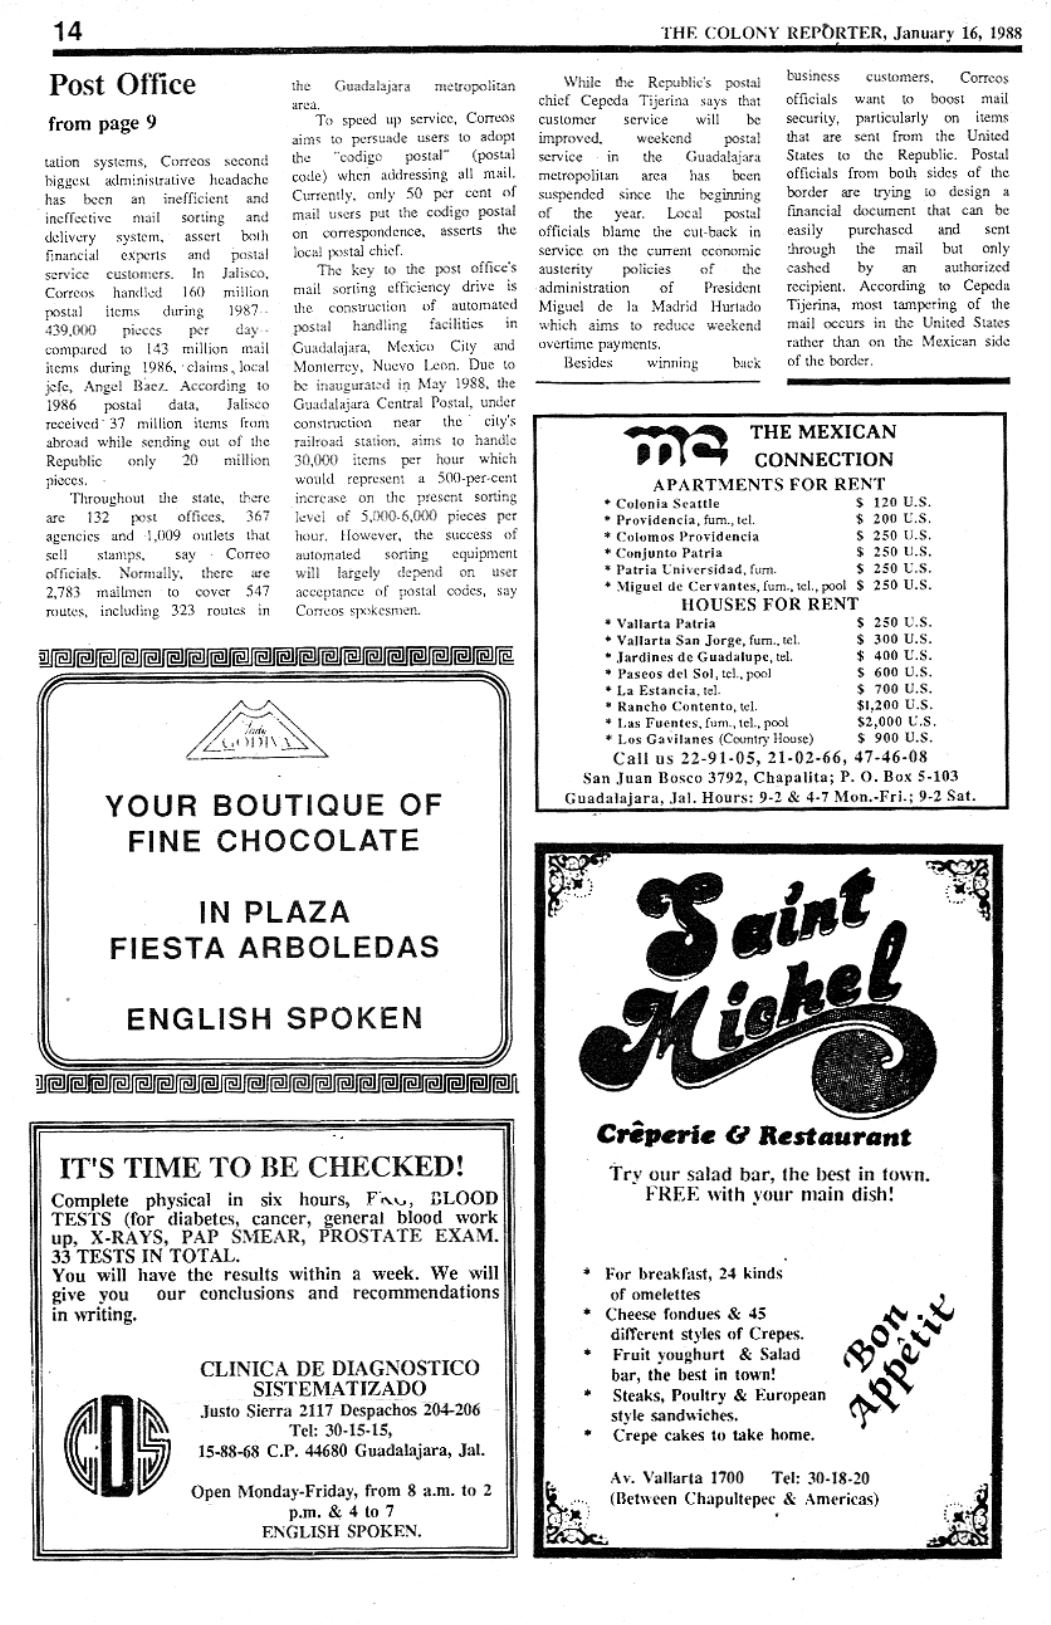 14
THE COLONY REPORTER, January 16, 1988
Post Office
from page 9
tation systems, Correos second
biggest administrative headache
has been an inefficient and
ineffective mail sorting and
delivery system, assert both
financial experts and postal
service customers. In Jalisco,
Correos handled 160 million
postal items during 1987--
439,000 pieces per day--
compared to 143 million mail
items during 1986, claims local
jefe, Angel Baez. According to
1986 postal data, Jalisco
received 37 million items from
abroad while sending out of the
Republic only 20 million
pieces.
Throughout the state, there
are 132 post offices, 367
agencies and 1,009 outlets that
sell stamps, say Correo
officials. Normally, there are
2,783 mailmen to cover 547
routes, including 323 routes in
the Guadalajara metropolitan
area.
To speed up service, Correos
aims to persuade users to adopt
the "codigo postal" (postal
code) when addressing all mail.
Currently, only 50 per cent of
mail users put the codigo postal
on correspondence, asserts the
local postal chief.
The key to the post office's
mail sorting efficiency drive is
the construction of automated
postal handling facilities in
Guadalajara, Mexico City and
Monterrey, Nuevo Leon. Due to
be inaugurated in May 1988, the
Guadalajara Central Postal, under
construction near the city's
railroad station, aims to handle
30,000 items per hour which
would represent a 500-per-cent
increase on the present sorting
level of 5,000-6,000 pieces per
hour. However, the success of
automated sorting equipment
will largely depend on user
acceptance of postal codes, say
Correos spokesmen.
While the Republic's postal
chief Cepeda Tijerina says that
customer service will be
improved, weekend postal
service in the Guadalajara
metropolitan area has been
suspended since the beginning
of the year. Local postal
officials blame the cut-back in
service on the current economic
austerity policies of the
administration of President
Miguel de la Madrid Hurtado
which aims to reduce weekend
overtime payments.
Besides winning back
business customers, Correos
officials want to boost mail
security, particularly on items
that are sent from the United
States to the Republic. Postal
officials from both sides of the
border are trying to design a
financial document that can be
easily purchased and sent
through the mail but only
cashed by an authorized
recipient. According to Cepeda
Tijerina, most tampering of the
mail occurs in the United States
rather than on the Mexican side
of the border.
mc THE MEXICAN
CONNECTION
APARTMENTS FOR RENT
* Colonia Seattle $ 120 U.S.
* Providencia, furn., tel. $ 200 U.S.
* Colomos Providencia $ 250 U.S.
* Conjunto Patria $ 250 U.S.
* Patria Universidad, furn. $ 250 U.S.
* Miguel de Cervantes, furn., tel., pool $ 250 U.S.
HOUSES FOR RENT
* Vallarta Patria $ 250 U.S.
* Vallarta San Jorge, furn., tel. $ 300 U.S.
* Jardines de Guadalupe, tel. $ 400 U.S.
* Paseos del Sol, tel., pool $ 600 U.S.
* La Estancia, tel. $ 700 U.S.
* Rancho Contento, tel. $1,200 U.S.
* Las Fuentes, furn., tel., pool $2,000 U.S.
* Los Gavilanes (Country House) $ 900 U.S.
Call us 22-91-05, 21-02-66, 47-46-08
San Juan Bosco 3792, Chapalita; P. O. Box 5-103
Guadalajara, Jal. Hours: 9-2 & 4-7 Mon.-Fri.; 9-2 Sat.
Lady
GODIVA
YOUR BOUTIQUE OF
FINE CHOCOLATE
IN PLAZA
FIESTA ARBOLEDAS
ENGLISH SPOKEN
IT'S TIME TO BE CHECKED!
Complete physical in six hours, BLOOD
TESTS (for diabetes, cancer, general blood work
up, X-RAYS, PAP SMEAR, PROSTATE EXAM.
33 TESTS IN TOTAL.
You will have the results within a week. We will
give you our conclusions and recommendations
in writing.
CDS
CLINICA DE DIAGNOSTICO
SISTEMATIZADO
Justo Sierra 2117 Despachos 204-206
Tel: 30-15-15,
15-88-68 C.P. 44680 Guadalajara, Jal.
Open Monday-Friday, from 8 a.m. to 2
p.m. & 4 to 7
ENGLISH SPOKEN.
Saint
Michel
Crêperie & Restaurant
Try our salad bar, the best in town.
FREE with your main dish!
* For breakfast, 24 kinds
of omelettes
* Cheese fondues & 45
different styles of Crepes.
* Fruit youghurt & Salad
bar, the best in town!
* Steaks, Poultry & European
style sandwiches.
* Crepe cakes to take home.
Bon
Appêtit
Av. Vallarta 1700 Tel: 30-18-20
(Between Chapultepec & Americas)